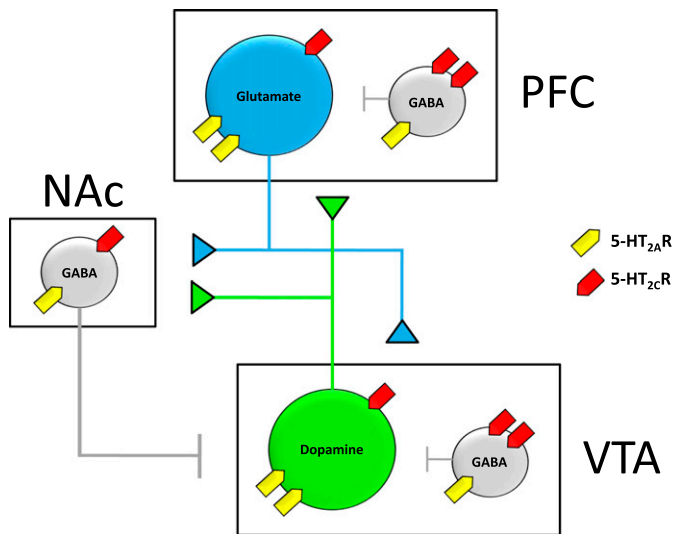 Glutamate
GABA
PFC
NAc
GABA
5-HT2AR
5-HT2CR
Dopamine
GABA
VTA